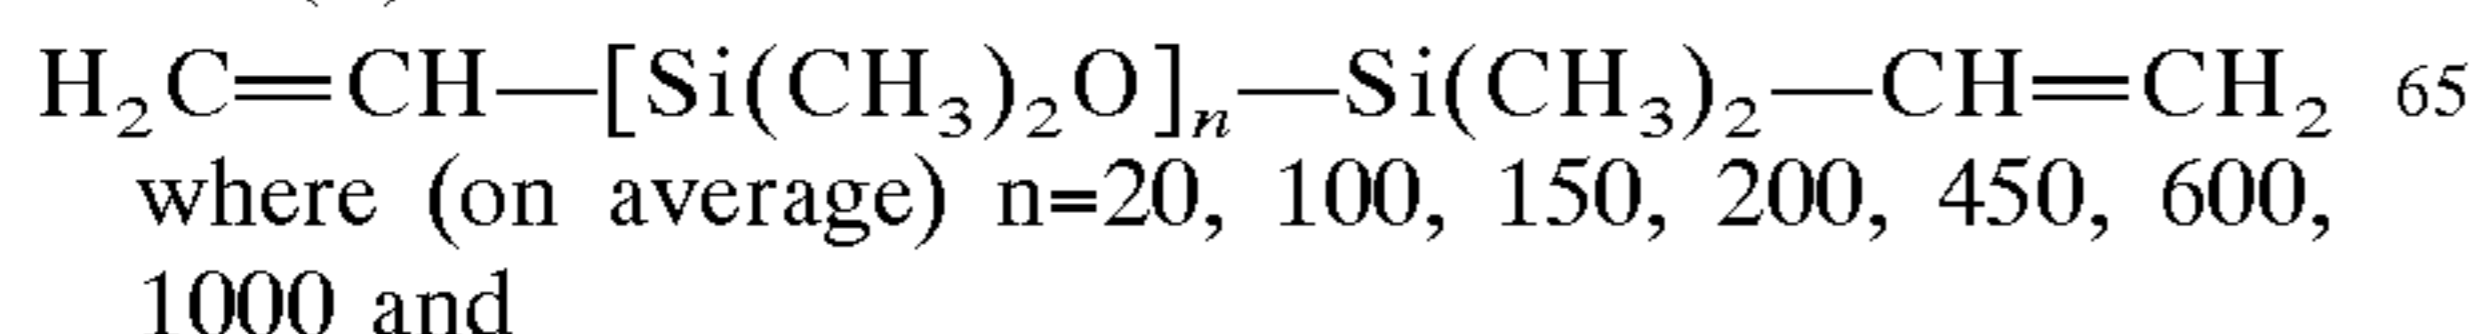 H₂C=CH—[Si(CH₃)₂O]ₙ—Si(CH₃)₂—CH=CH₂ 65
where (on average) n=20, 100, 150, 200, 450, 600,
1000 and